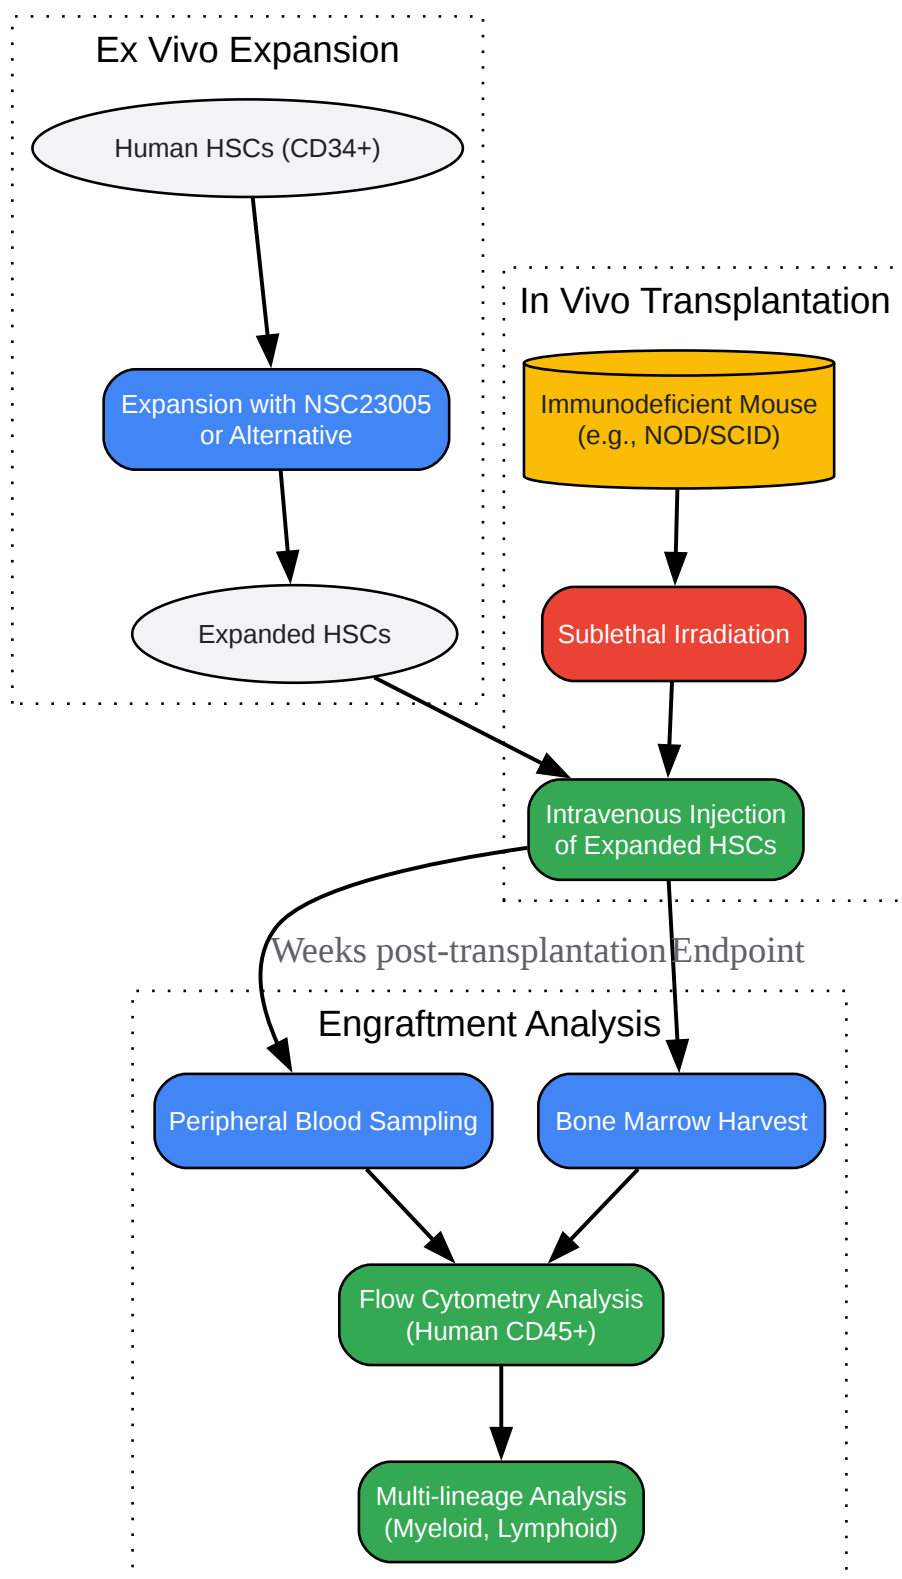 Ex Vivo Expansion
Human HSCs (CD34+)
Expansion with NSC23005
or Alternative
Expanded HSCs
In Vivo Transplantation
Immunodeficient Mouse
(e.g., NOD/SCID)
Sublethal Irradiation
Intravenous Injection
of Expanded HSCs
Weeks post-transplantation
Endpoint
Engraftment Analysis
Peripheral Blood Sampling
Bone Marrow Harvest
Flow Cytometry Analysis
(Human CD45+)
Multi-lineage Analysis
(Myeloid, Lymphoid)